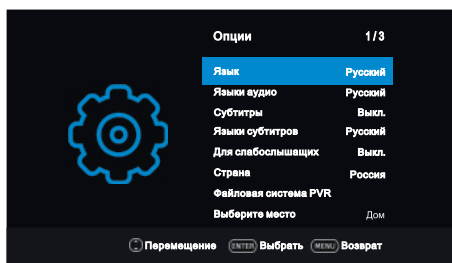 Опции 1/3
Язык Русский
Языки аудио Русский
Субтитры Выкл.
Языки субтитров Русский
Для слабослышащих Выкл.
Страна Россия
Файловая система PVR
Выберите место Дом
Перемещение ENTER Выбрать MENU Возврат